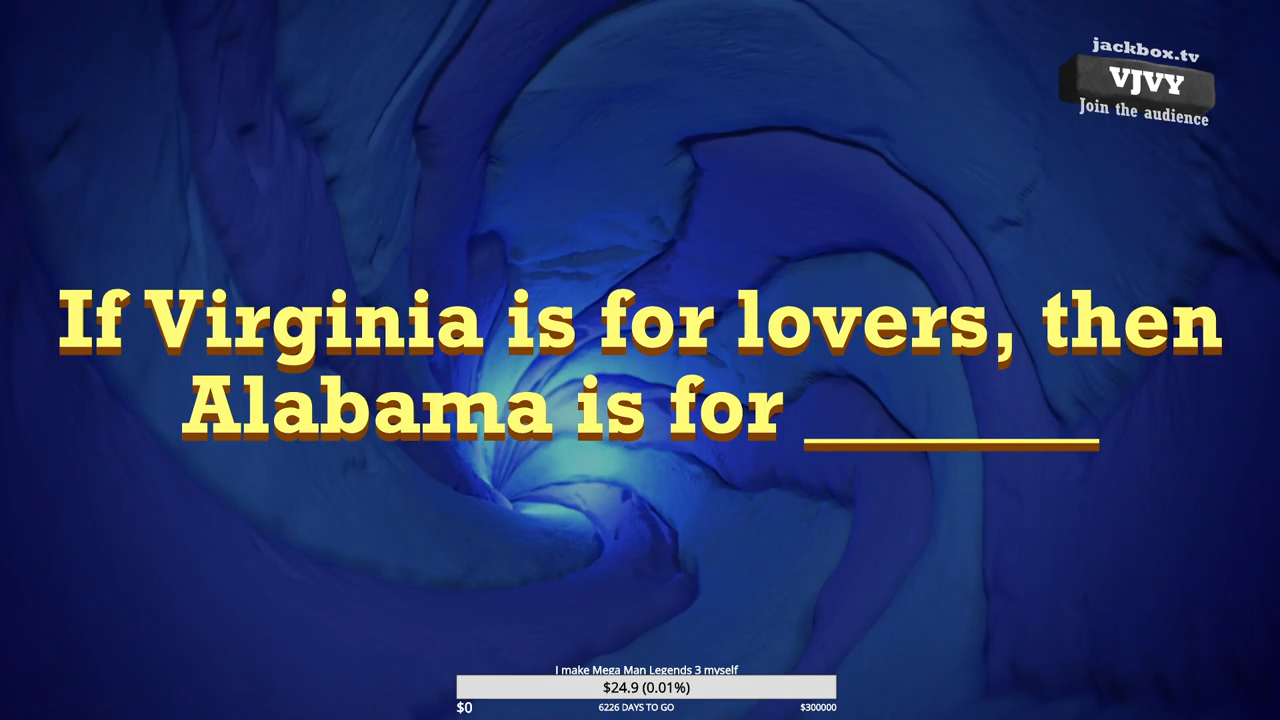 jackbox.tv
VJVY
Join the audience
If Virginia is for lovers, then
Alabama is for ______
I make Mega Man Legends 3 myself
$24.9 (0.01%)
$0 6226 DAYS TO GO $300000